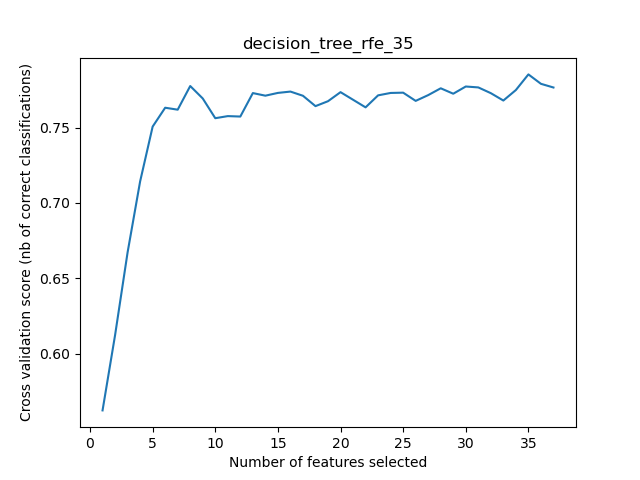 decision_tree_rfe_35
Cross validation score (nb of correct classifications)
0.75
0.70
0.65
0.60
0 5 10 15 20 25 30 35
Number of features selected